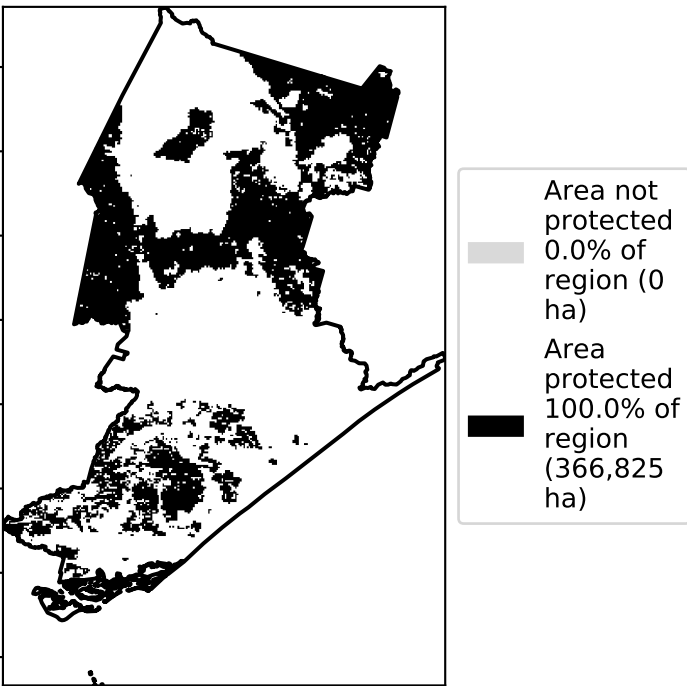 Area not
protected
0.0% of
region (0
ha)
Area
protected
100.0% of
region
(366,825
ha)